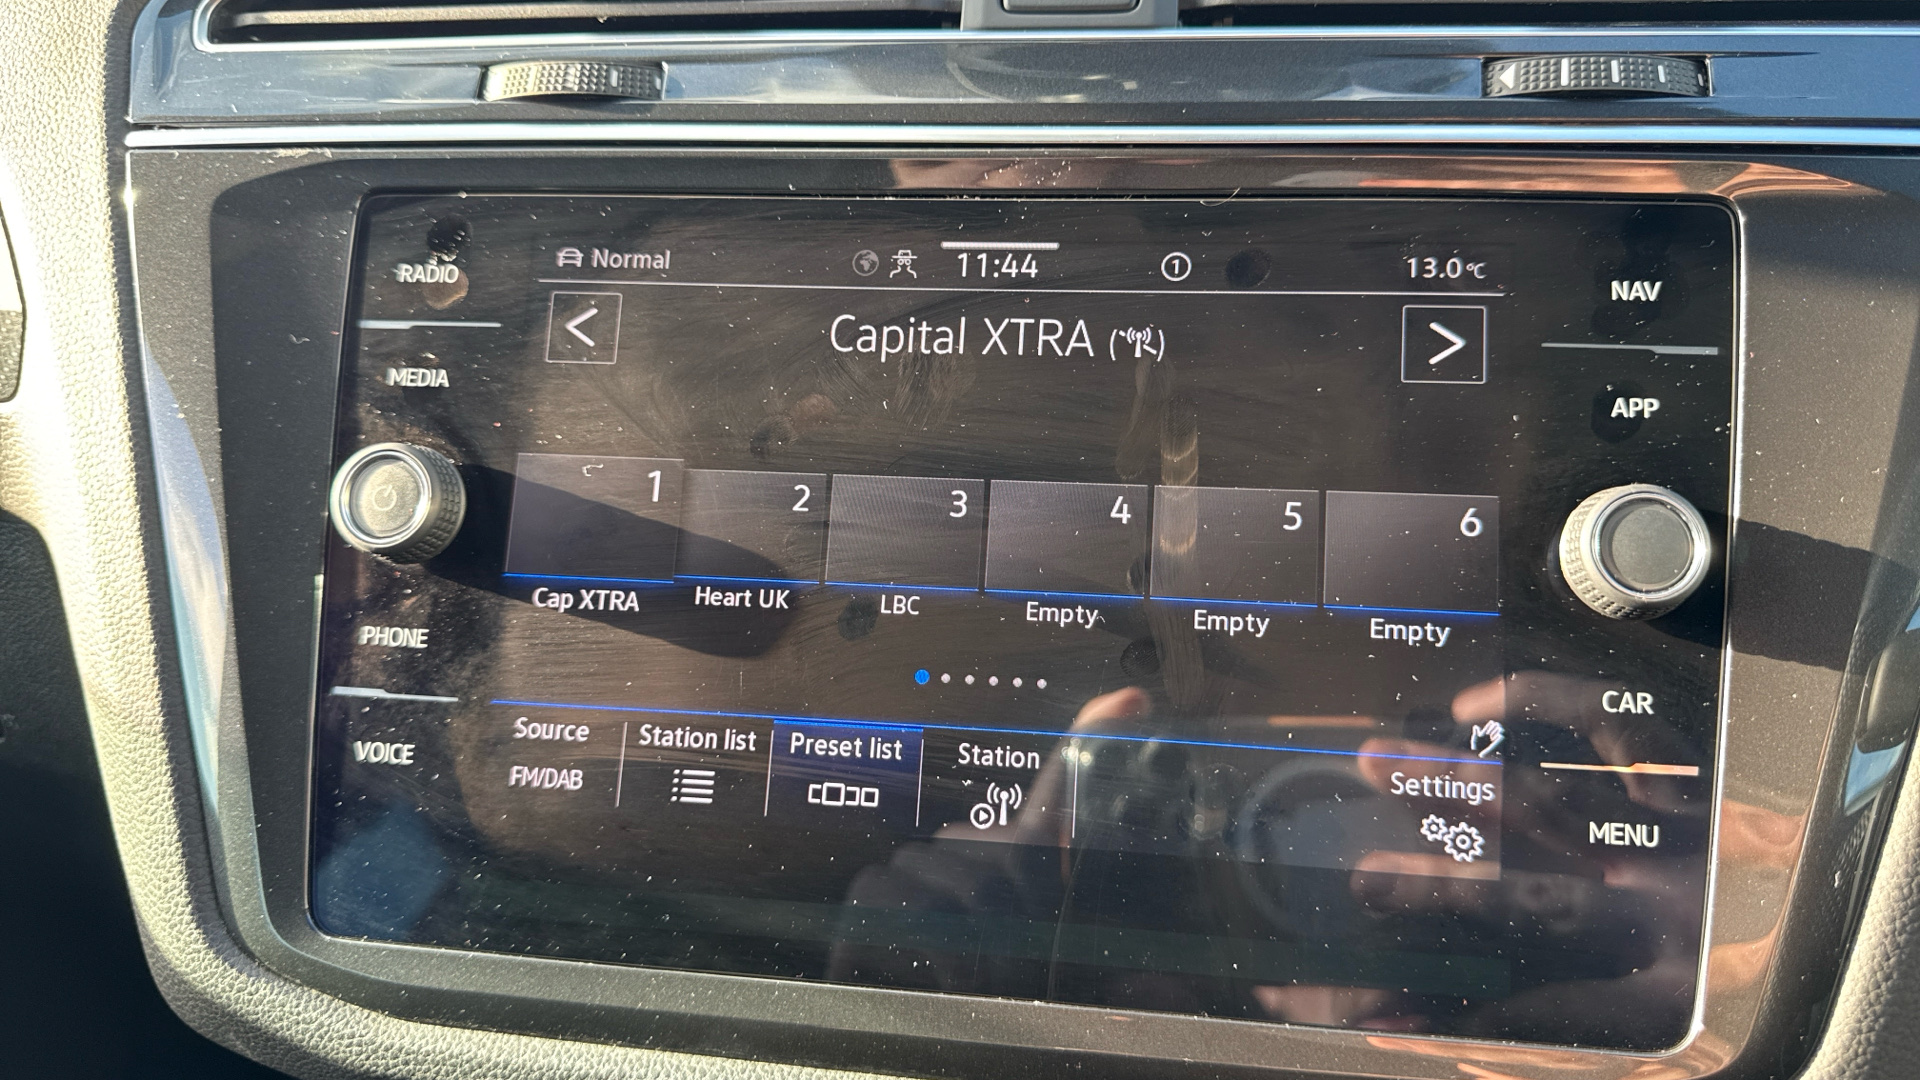 Normal 11:44 1 13.0°C
RADIO
MEDIA
PHONE
VOICE
< Capital XTRA >
1 2 3 4 5 6
Cap XTRA Heart UK LBC Empty Empty Empty
Source Station list Preset list Station Settings
FM/DAB
NAV
APP
CAR
MENU